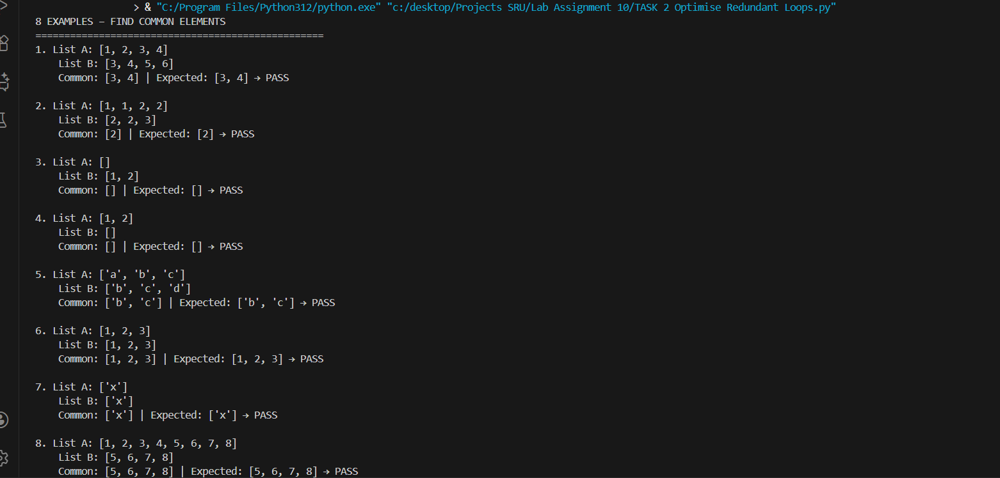 > & "C:/Program Files/Python312/python.exe" "c:/desktop/Projects SRU/Lab Assignment 10/TASK 2 Optimise Redundant Loops.py"
8 EXAMPLES – FIND COMMON ELEMENTS
==================================================
1. List A: [1, 2, 3, 4]
    List B: [3, 4, 5, 6]
    Common: [3, 4] | Expected: [3, 4] → PASS

2. List A: [1, 1, 2, 2]
    List B: [2, 2, 3]
    Common: [2] | Expected: [2] → PASS

3. List A: []
    List B: [1, 2]
    Common: [] | Expected: [] → PASS

4. List A: [1, 2]
    List B: []
    Common: [] | Expected: [] → PASS

5. List A: ['a', 'b', 'c']
    List B: ['b', 'c', 'd']
    Common: ['b', 'c'] | Expected: ['b', 'c'] → PASS

6. List A: [1, 2, 3]
    List B: [1, 2, 3]
    Common: [1, 2, 3] | Expected: [1, 2, 3] → PASS

7. List A: ['x']
    List B: ['x']
    Common: ['x'] | Expected: ['x'] → PASS

8. List A: [1, 2, 3, 4, 5, 6, 7, 8]
    List B: [5, 6, 7, 8]
    Common: [5, 6, 7, 8] | Expected: [5, 6, 7, 8] → PASS